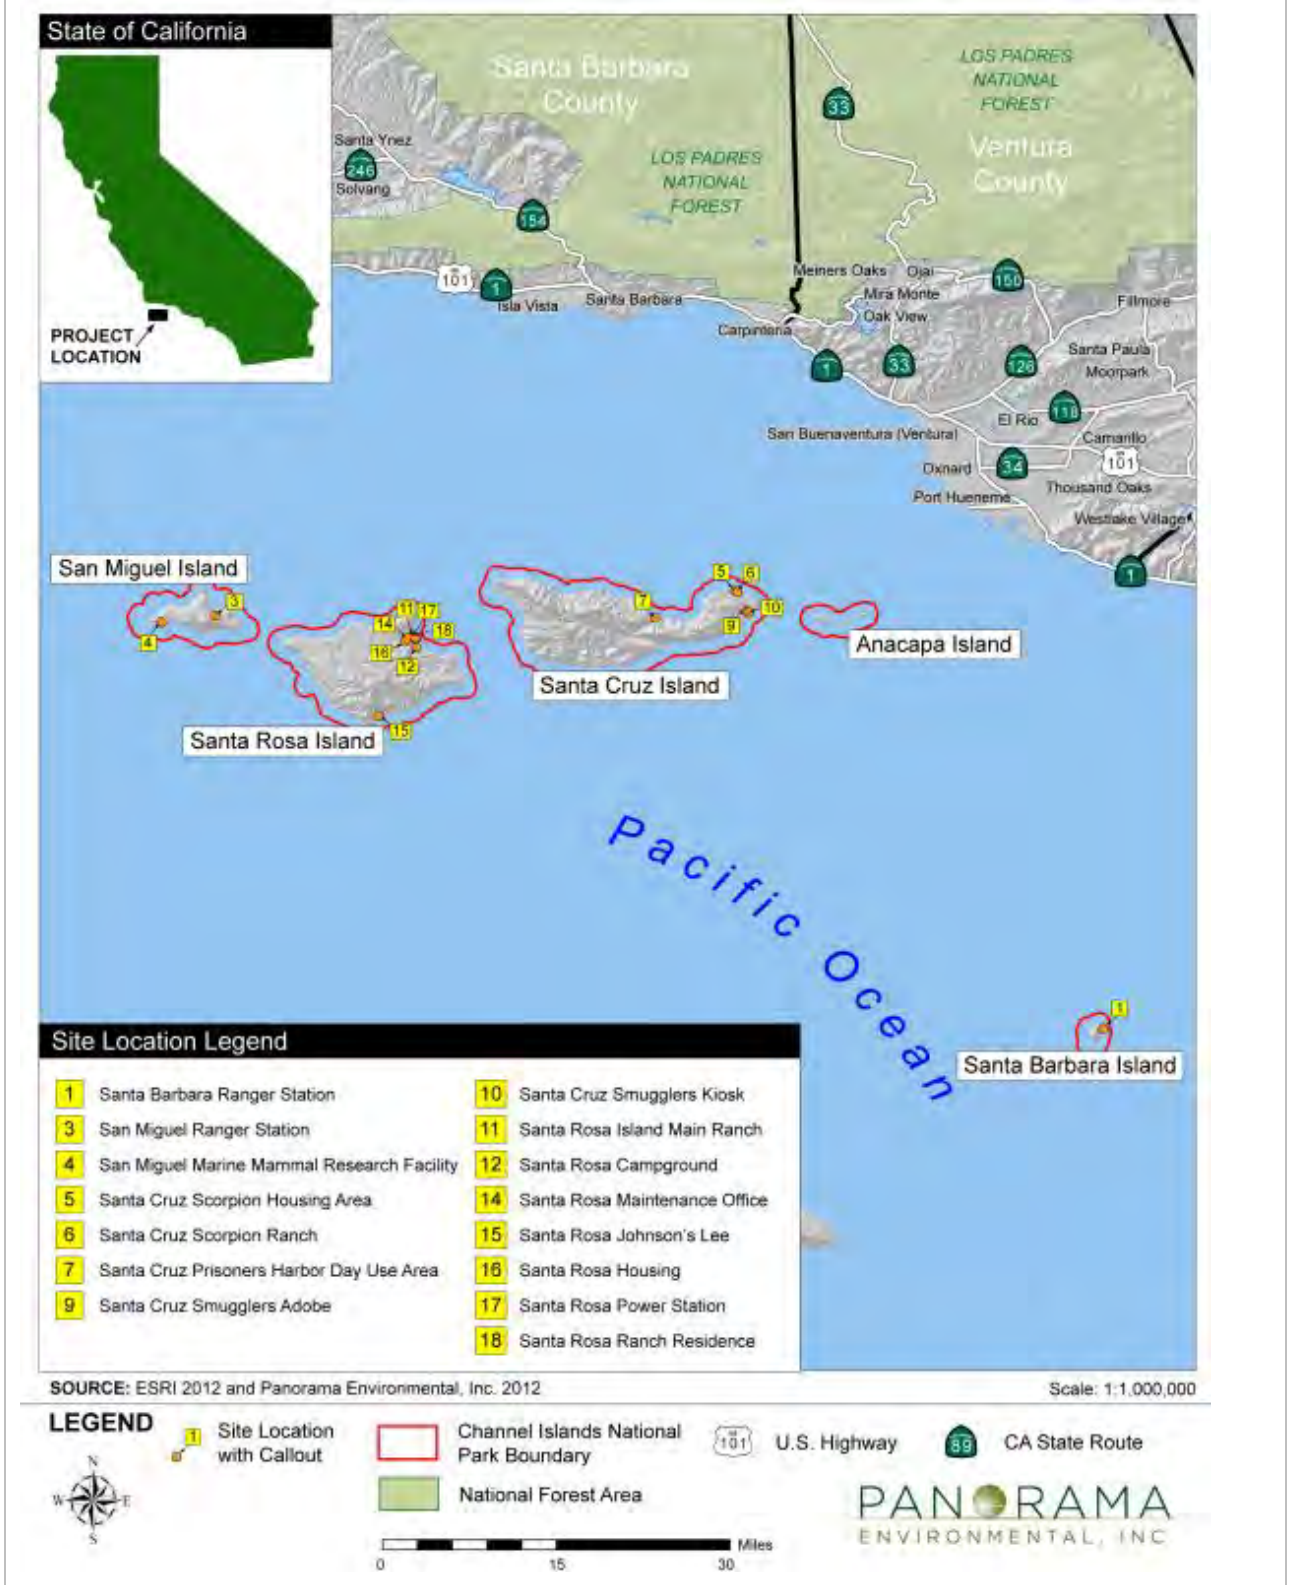 State of California
PROJECT
LOCATION
Santa Barbara
County
LOS PADRES
NATIONAL
FOREST
33
Ventura
County
Santa Ynez
246
Solvang
LOS PADRES
NATIONAL
FOREST
154
101
1
Isla Vista
Santa Barbara
Meiners Oaks
Ojai
150
Mira Monte
Oak View
Fillmore
Carpinteria
1
33
126
Santa Paula
Moorpark
El Rio
118
San Buenaventura (Ventura)
Camarillo
101
Oxnard
34
Thousand Oaks
Port Hueneme
Westlake Village
1
San Miguel Island
3
4
11
17
14
18
16
12
15
Santa Rosa Island
5
6
7
10
9
Santa Cruz Island
Anacapa Island
Pacific Ocean
1
Santa Barbara Island
Site Location Legend
1 Santa Barbara Ranger Station
3 San Miguel Ranger Station
4 San Miguel Marine Mammal Research Facility
5 Santa Cruz Scorpion Housing Area
6 Santa Cruz Scorpion Ranch
7 Santa Cruz Prisoners Harbor Day Use Area
9 Santa Cruz Smugglers Adobe
10 Santa Cruz Smugglers Kiosk
11 Santa Rosa Island Main Ranch
12 Santa Rosa Campground
14 Santa Rosa Maintenance Office
15 Santa Rosa Johnson's Lee
16 Santa Rosa Housing
17 Santa Rosa Power Station
18 Santa Rosa Ranch Residence
SOURCE: ESRI 2012 and Panorama Environmental, Inc. 2012
Scale: 1:1,000,000
LEGEND
N
W E
S
1
Site Location
with Callout
Channel Islands National
Park Boundary
National Forest Area
101
U.S. Highway
89
CA State Route
0 15 30
Miles
PANORAMA
ENVIRONMENTAL, INC